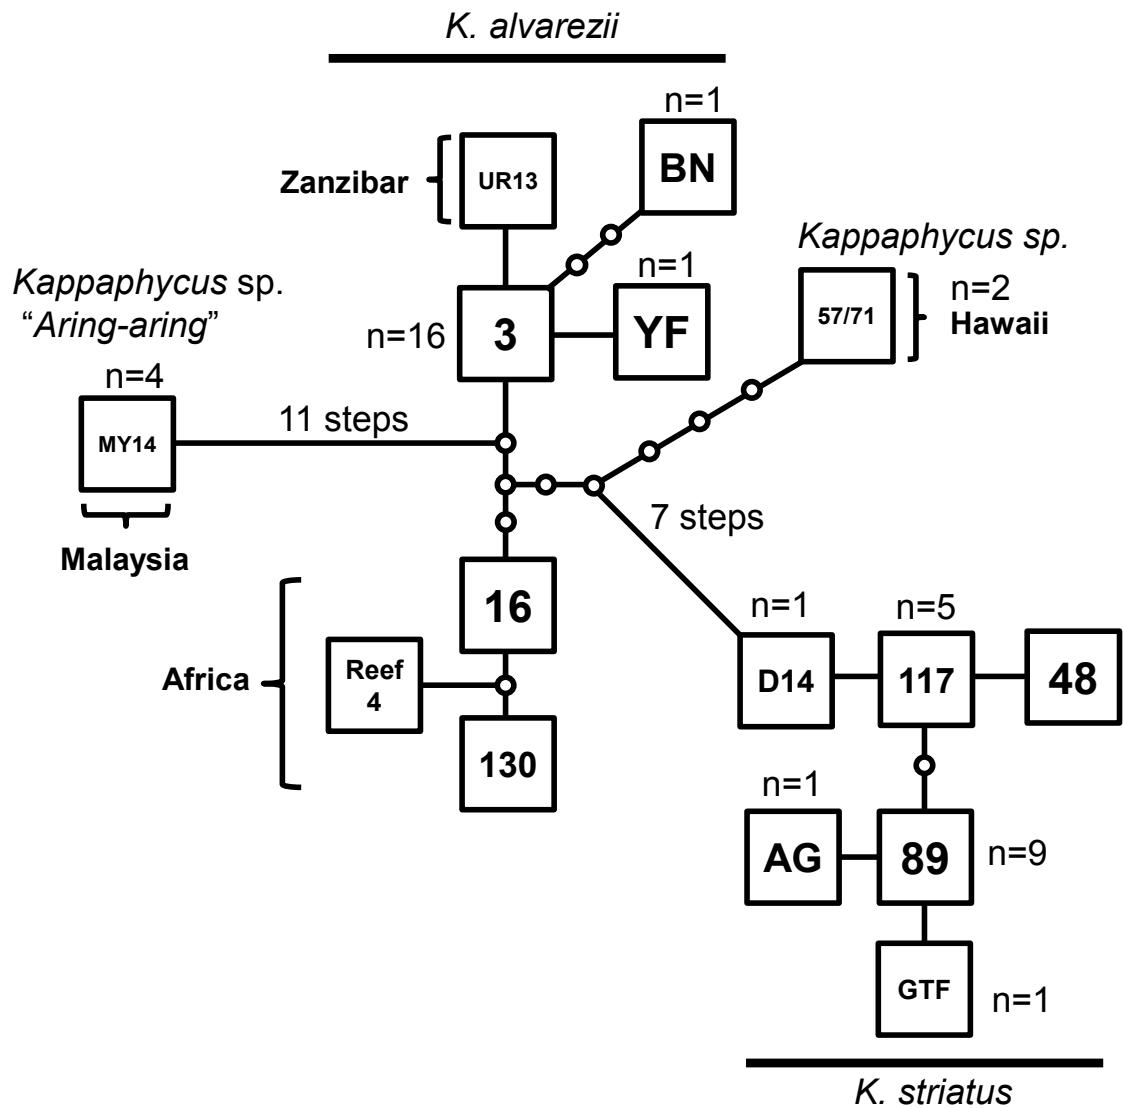 K. alvarezii
n=1
BN
Zanzibar
UR13
Kappaphycus sp.
n=1
n=2
Hawaii
57/71
Kappaphycus sp.
“Aring-aring”
n=16
3
YF
n=4
11 steps
MY14
7 steps
Malaysia
16
n=1
n=5
Africa
Reef
4
D14
117
48
130
n=1
AG
89
n=9
GTF
n=1
K. striatus